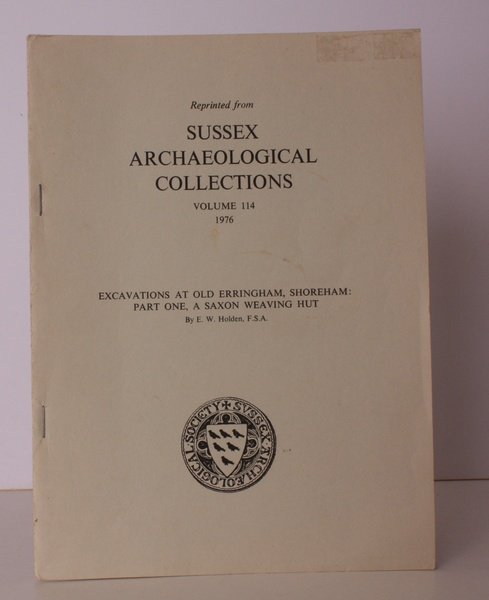 Reprinted from
SUSSEX
ARCHAEOLOGICAL
COLLECTIONS
VOLUME 114
1976
EXCAVATIONS AT OLD ERRINGHAM, SHOREHAM:
PART ONE, A SAXON WEAVING HUT
By E. W. Holden, F.S.A.
SUSSEX·ARCHÆOLOGICAL·SOCIETY